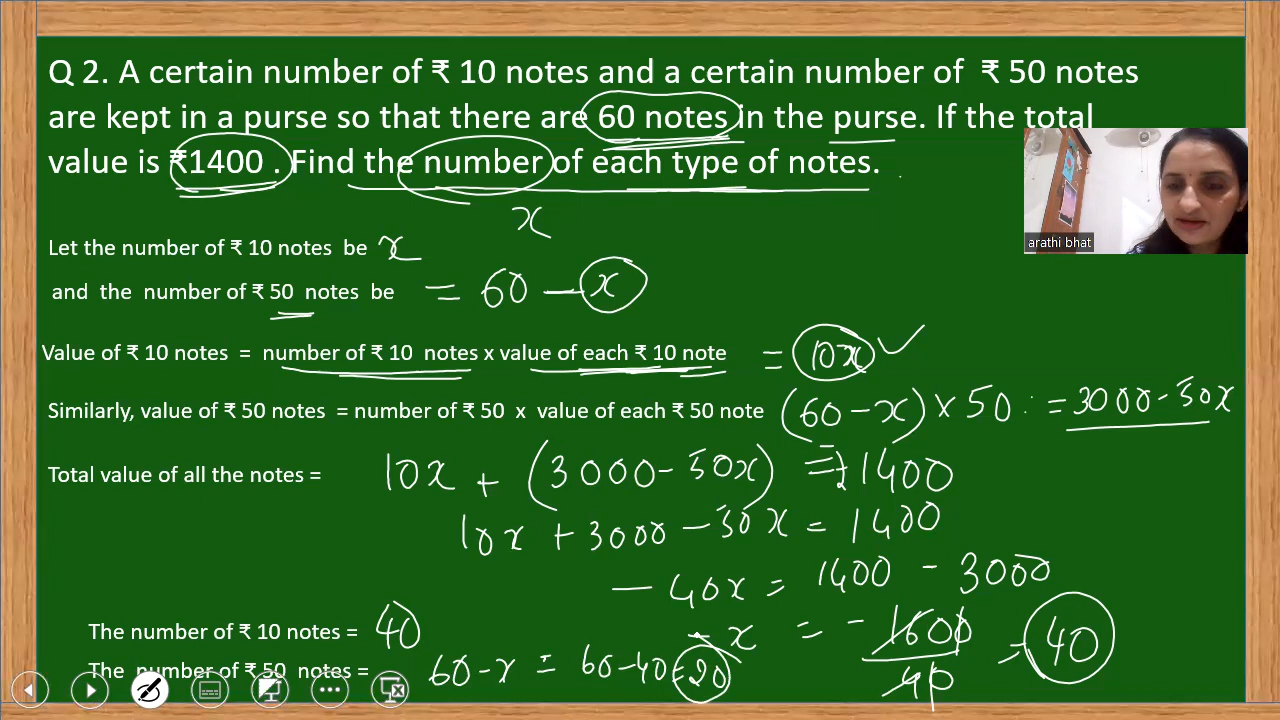 Q 2. A certain number of ₹ 10 notes and a certain number of ₹ 50 notes
are kept in a purse so that there are 60 notes in the purse. If the total
value is ₹1400 . Find the number of each type of notes.
arathi bhat
x
Let the number of ₹ 10 notes be x
and the number of ₹ 50 notes be = 60 - x
Value of ₹ 10 notes = number of ₹ 10 notes x value of each ₹ 10 note = 10x ✓
Similarly, value of ₹ 50 notes = number of ₹ 50 x value of each ₹ 50 note (60 - x) × 50 = 3000 - 50x
Total value of all the notes = 10x + (3000 - 50x) = ₹1400
10x + 3000 - 50x = 1400
- 40x = 1400 - 3000
- x = - 1600/40 = 40
The number of ₹ 10 notes = 40
The number of ₹ 50 notes = 60 - x = 60 - 40 = 20